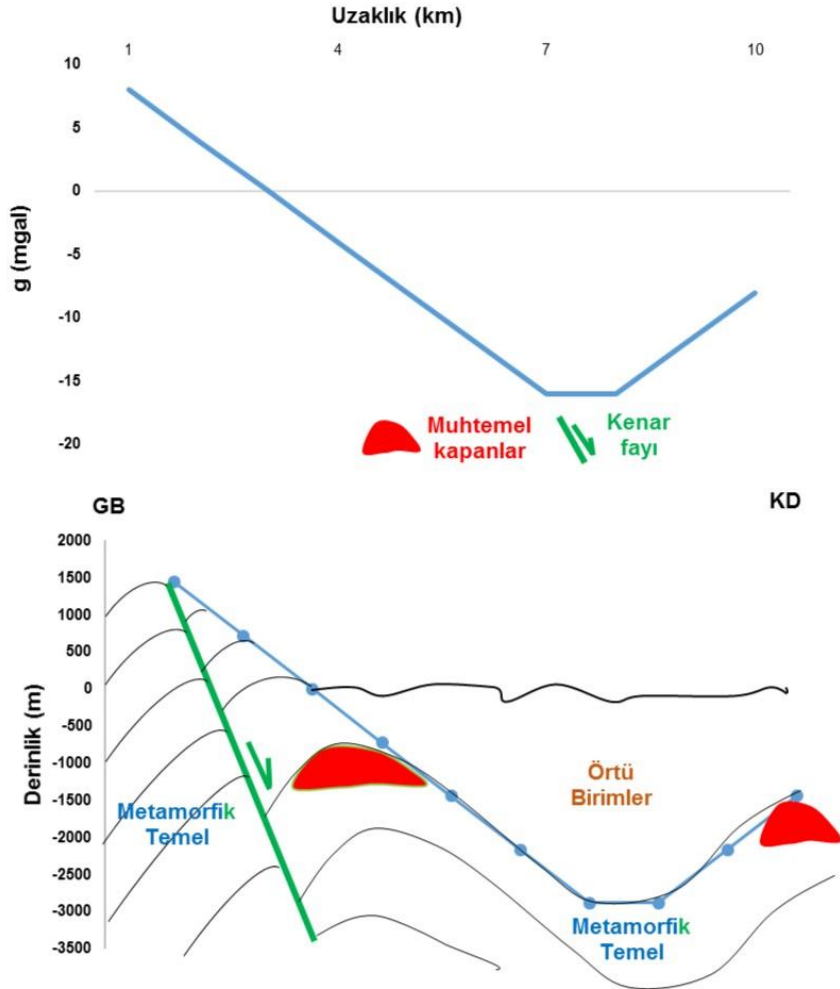 Uzaklık (km)
1 4 7 10
10
5
0
-5
-10
-15
-20
g (mgal)
Muhtemel
kapanlar
Kenar
fayı
GB
KD
2000
1500
1000
500
0
-500
-1000
-1500
-2000
-2500
-3000
-3500
Derinlik (m)
Örtü
Birimler
Metamorfik
Temel
Metamorfik
Temel